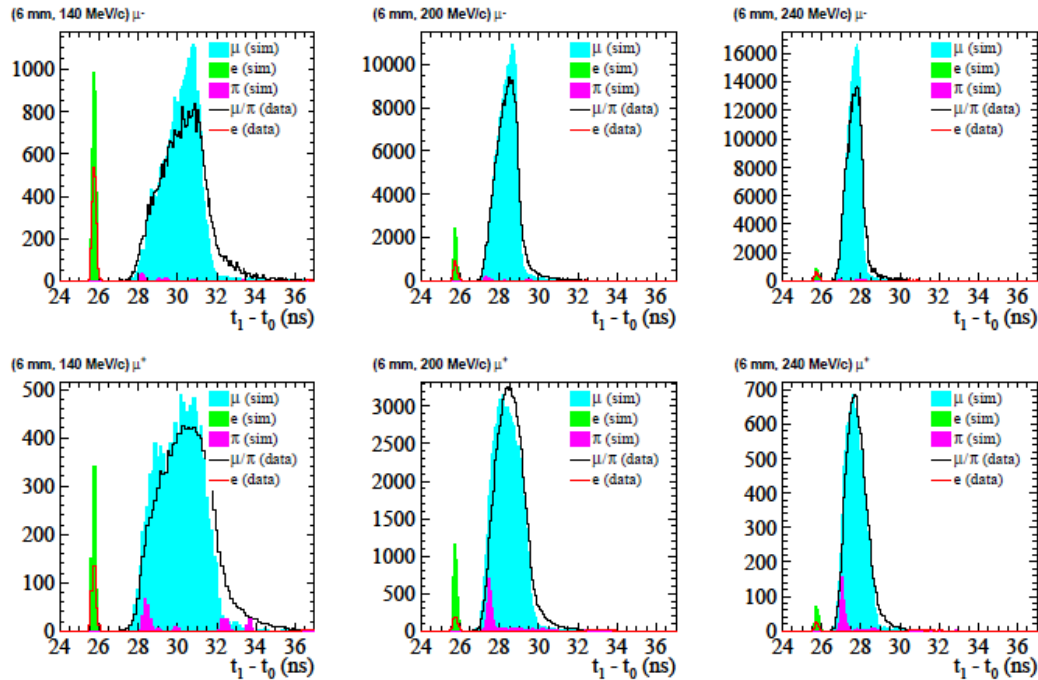 (6 mm, 140 MeV/c) μ-
1000
800
600
400
200
0
24 26 28 30 32 34 36
t1 - t0 (ns)
μ (sim)
e (sim)
π (sim)
μ/π (data)
e (data)
(6 mm, 200 MeV/c) μ-
10000
8000
6000
4000
2000
0
24 26 28 30 32 34 36
t1 - t0 (ns)
μ (sim)
e (sim)
π (sim)
μ/π (data)
e (data)
(6 mm, 240 MeV/c) μ-
16000
14000
12000
10000
8000
6000
4000
2000
0
24 26 28 30 32 34 36
t1 - t0 (ns)
μ (sim)
e (sim)
π (sim)
μ/π (data)
e (data)
(6 mm, 140 MeV/c) μ+
500
400
300
200
100
0
24 26 28 30 32 34 36
t1 - t0 (ns)
μ (sim)
e (sim)
π (sim)
μ/π (data)
e (data)
(6 mm, 200 MeV/c) μ+
3000
2500
2000
1500
1000
500
0
24 26 28 30 32 34 36
t1 - t0 (ns)
μ (sim)
e (sim)
π (sim)
μ/π (data)
e (data)
(6 mm, 240 MeV/c) μ+
700
600
500
400
300
200
100
0
24 26 28 30 32 34 36
t1 - t0 (ns)
μ (sim)
e (sim)
π (sim)
μ/π (data)
e (data)